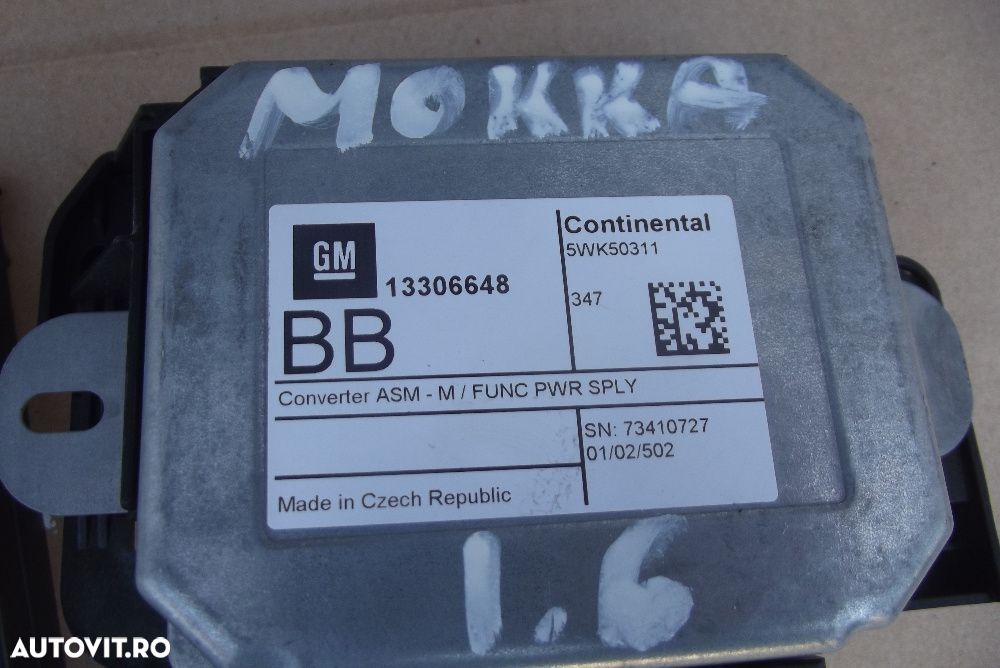 MOKKA
GM
13306648
BB
Continental
5WK50311
347
Converter ASM - M / FUNC PWR SPLY
SN: 73410727
01/02/502
Made in Czech Republic
1.6
AUTOVIT.RO